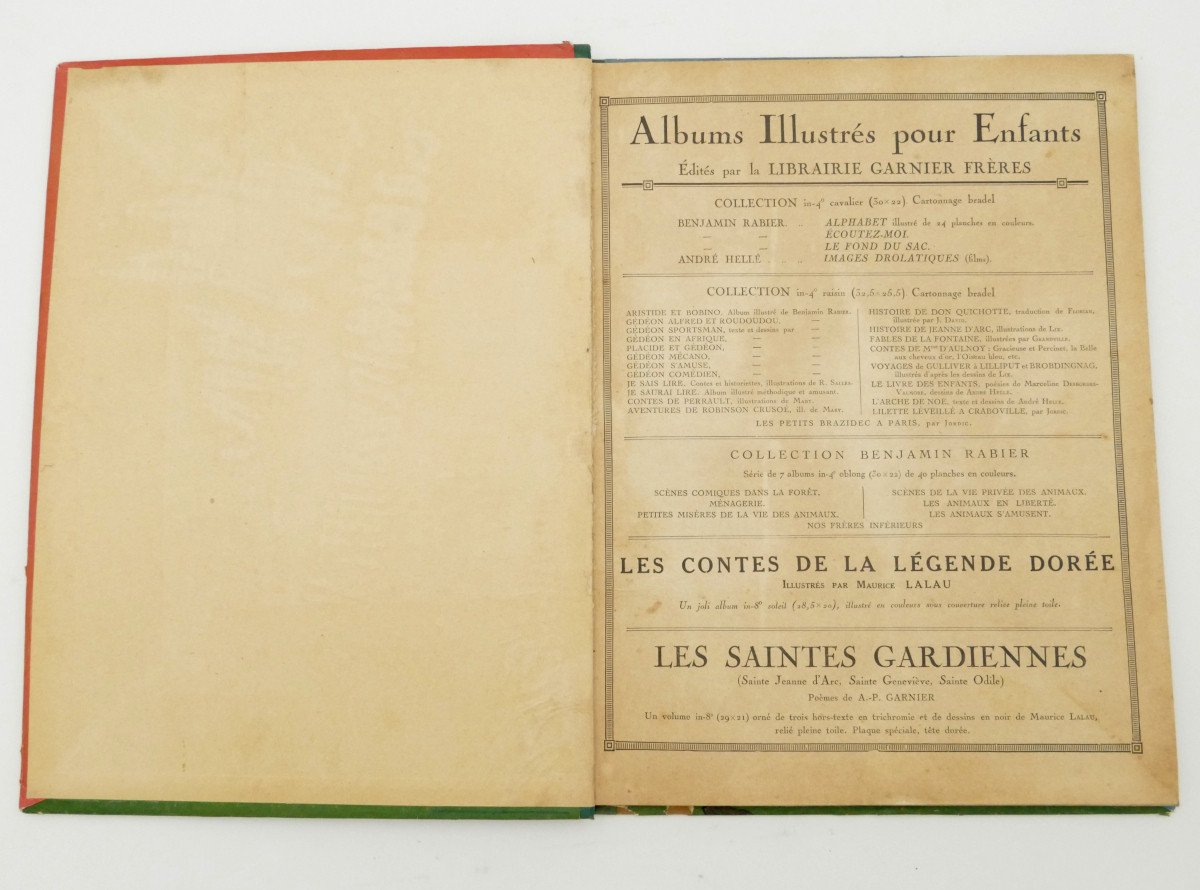 Albums Illustrés pour Enfants
Édités par la LIBRAIRIE GARNIER FRÈRES
COLLECTION in-4º cavalier (30×22). Cartonnage bradel
BENJAMIN RABIER. .. ALPHABET illustré de 24 planches en couleurs.
— — ÉCOUTEZ-MOI.
— — LE FOND DU SAC.
ANDRÉ HELLÉ . .. .. IMAGES DROLATIQUES (films).
COLLECTION in-4º raisin (32,5×25,5). Cartonnage bradel
ARISTIDE ET BOBINO. Album illustré de Benjamin RABIER.
GÉDÉON ALFRED ET ROUDOUDOU, —
GÉDÉON SPORTSMAN, texte et dessins par —
GÉDÉON EN AFRIQUE, — —
PLACIDE ET GÉDÉON, — —
GÉDÉON MÉCANO, — —
GÉDÉON S'AMUSE, — —
GÉDÉON COMÉDIEN, — —
JE SAIS LIRE. Contes et historiettes, illustrations de R. SALLES.
JE SAURAI LIRE. Album illustré méthodique et amusant.
CONTES DE PERRAULT, illustrations de MARY.
AVENTURES DE ROBINSON CRUSOÉ, ill. de MARY.
HISTOIRE DE DON QUICHOTTE, traduction de FLORIAN,
illustrée par J. DAVID.
HISTOIRE DE JEANNE D'ARC, illustrations de LIX.
FABLES DE LA FONTAINE, illustrées par GRANDVILLE.
CONTES DE Mme D'AULNOY : Gracieuse et Percinet, la Belle
aux cheveux d'or, l'Oiseau bleu, etc.
VOYAGES de GULLIVER à LILLIPUT et BROBDINGNAG,
illustrés d'après les dessins de LIX.
LE LIVRE DES ENFANTS, poésies de Marceline DESBORDES-
VALMORE, dessins de ANDRÉ HELLÉ.
L'ARCHE DE NOÉ, texte et dessins de André HELLÉ.
LILETTE LÉVEILLÉ A CRABOVILLE, par JORDIC.
LES PETITS BRAZIDEC A PARIS, par JORDIC.
COLLECTION BENJAMIN RABIER
Série de 7 albums in-4º oblong (30×22) de 40 planches en couleurs.
SCÈNES COMIQUES DANS LA FORÊT.
MÉNAGERIE.
PETITES MISÈRES DE LA VIE DES ANIMAUX.
SCÈNES DE LA VIE PRIVÉE DES ANIMAUX.
LES ANIMAUX EN LIBERTÉ.
LES ANIMAUX S'AMUSENT.
NOS FRÈRES INFÉRIEURS
LES CONTES DE LA LÉGENDE DORÉE
ILLUSTRÉS PAR MAURICE LALAU
Un joli album in-8º soleil (28,5×20), illustré en couleurs sous couverture relite pleine toile.
LES SAINTES GARDIENNES
(Sainte Jeanne d'Arc, Sainte Geneviève, Sainte Odile)
Poèmes de A.-P. GARNIER
Un volume in-8º (29×21) orné de trois hors-texte en trichromie et de dessins en noir de Maurice LALAU,
relié pleine toile. Plaque spéciale, tête dorée.